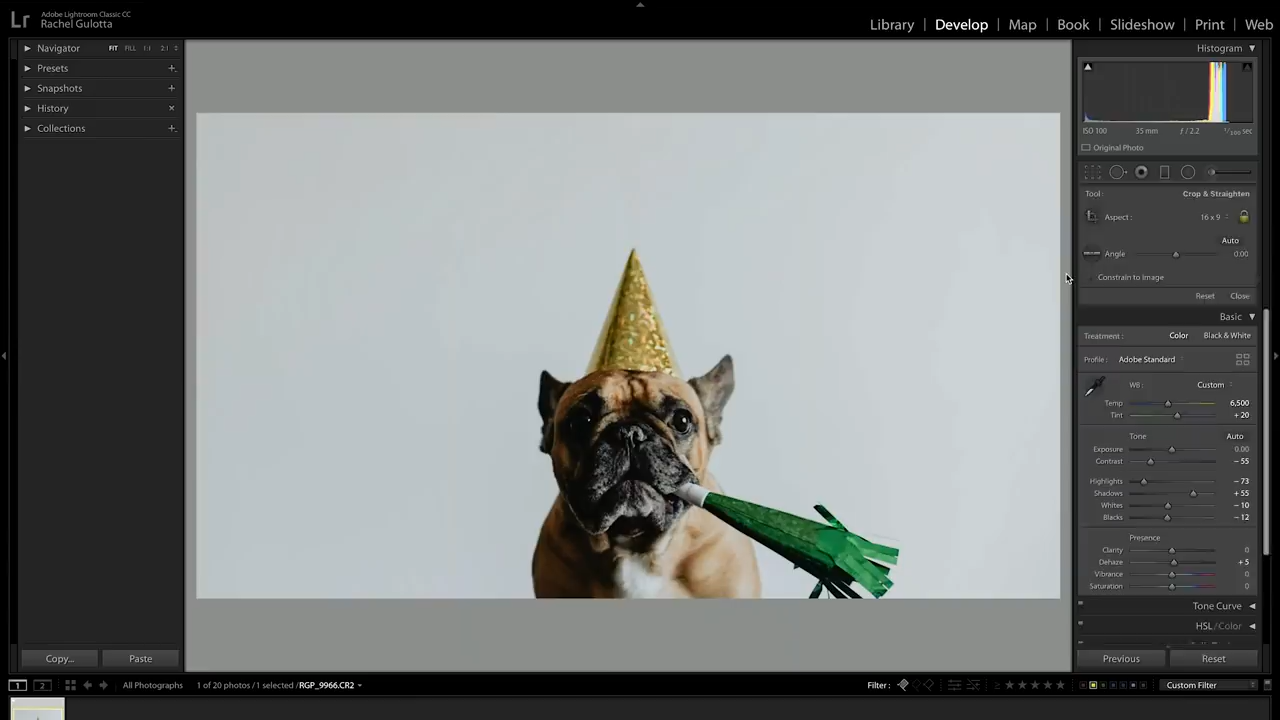 Lr
Adobe Lightroom Classic CC
Rachel Gulotta
Library | Develop | Map | Book | Slideshow | Print | Web
Navigator FIT FILL 1:1 2:1
Presets
Snapshots
History
Collections
Copy... Paste
Histogram
ISO 100 35 mm ƒ / 2.2
Original Photo
Tool : Crop & Straighten
Aspect : 16 x 9
Auto
Angle 0.00
Constrain to Image
Reset Close
Basic
Treatment : Color Black & White
Profile : Adobe Standard
WB : Custom
Temp 6,500
Tint + 20
Tone Auto
Exposure 0.00
Contrast − 55
Highlights − 73
Shadows + 55
Whites − 10
Blacks − 12
Presence
Clarity 0
Dehaze + 5
Vibrance 0
Saturation 0
Tone Curve
HSL / Color
Previous Reset
1 2 All Photographs 1 of 20 photos / 1 selected / RGP_9966.CR2 Filter : Custom Filter